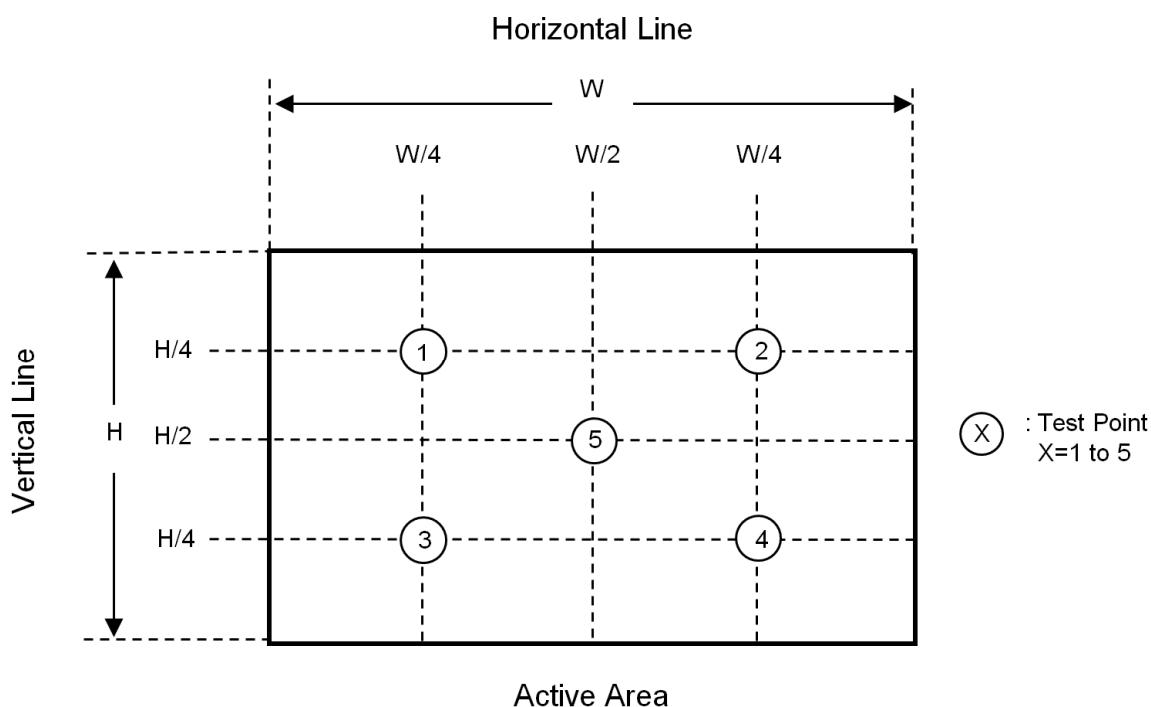 Horizontal Line
W
W/4
W/2
W/4
H/4
1
2
Vertical Line
H
H/2
5
X
: Test Point
X=1 to 5
H/4
3
4
Active Area